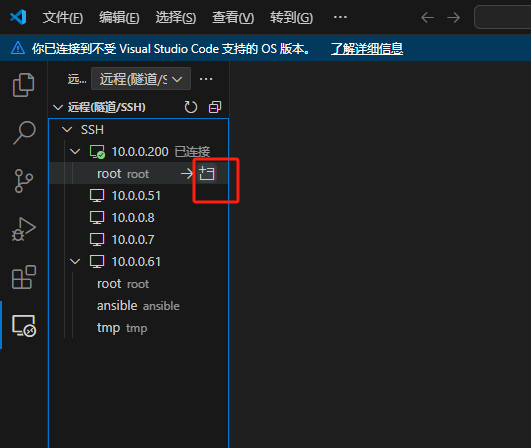 文件(F) 编辑(E) 选择(S) 查看(V) 转到(G) ···
你已连接到不受 Visual Studio Code 支持的 OS 版本。 了解详细信息
远... 远程(隧道/S ···
远程(隧道/SSH)
SSH
10.0.0.200 已连接
root root
10.0.0.51
10.0.0.8
10.0.0.7
10.0.0.61
root root
ansible ansible
tmp tmp